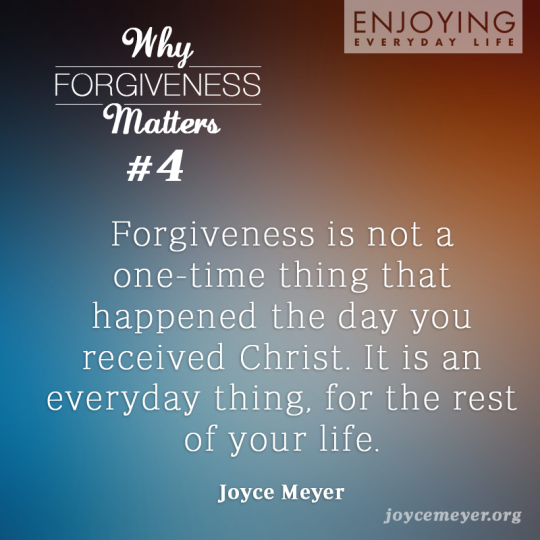 ENJOYING
EVERYDAY LIFE
Why
FORGIVENESS
Matters
#4
Forgiveness is not a
one-time thing that
happened the day you
received Christ. It is an
everyday thing, for the rest
of your life.
Joyce Meyer
joycemeyer.org